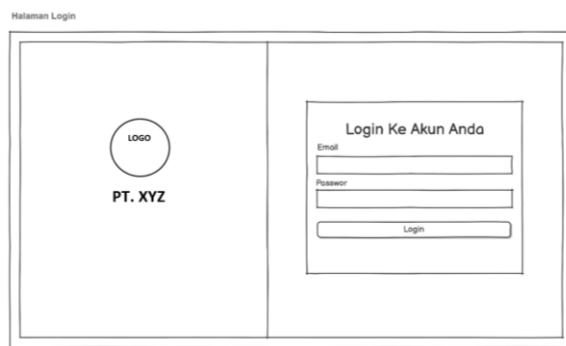 Halaman Login
LOGO
PT. XYZ
Login Ke Akun Anda
Email
Passwor
Login